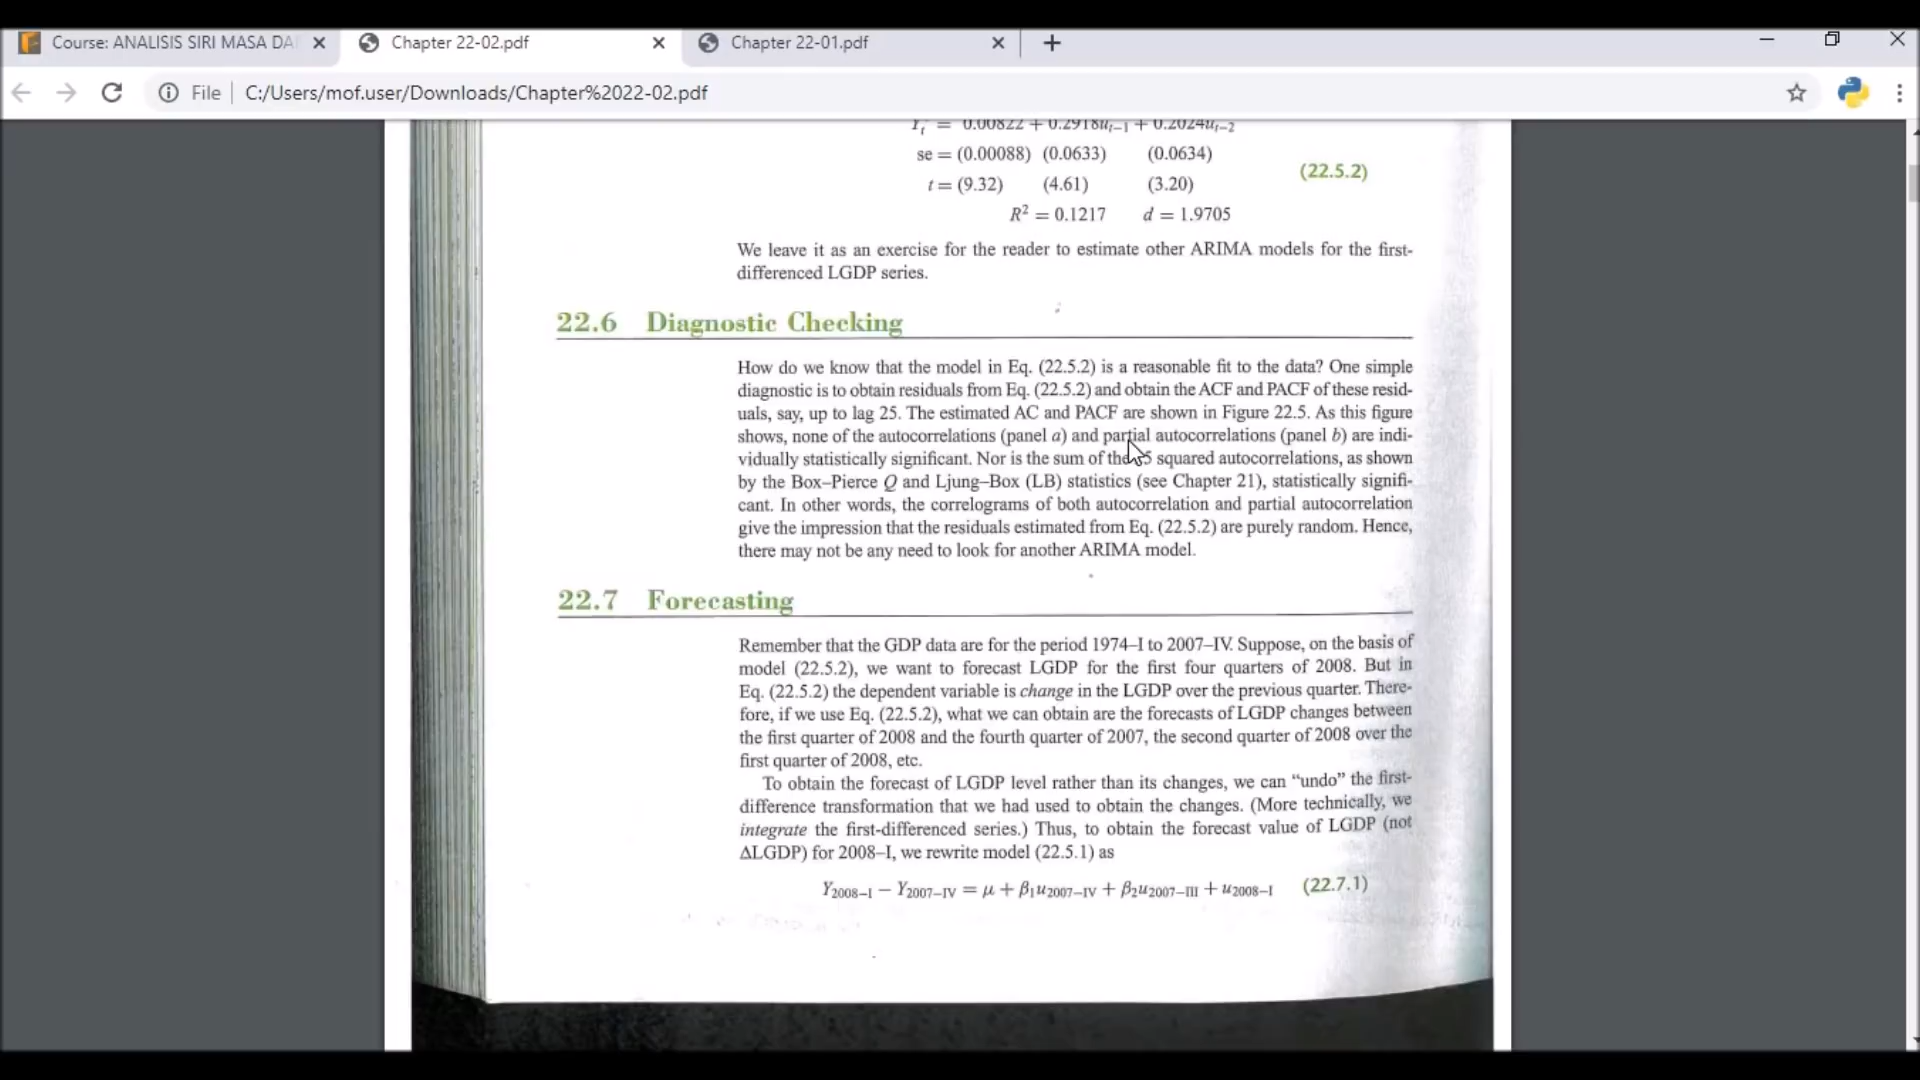 Course: ANALISIS SIRI MASA DA
Chapter 22-02.pdf
Chapter 22-01.pdf
File
C:/Users/mof.user/Downloads/Chapter%2022-02.pdf
Yₜ = 0.00822 + 0.2918uₜ₋₁ + 0.2024uₜ₋₂
se = (0.00088) (0.0633) (0.0634)
(22.5.2)
t = (9.32) (4.61) (3.20)
R² = 0.1217 d = 1.9705
We leave it as an exercise for the reader to estimate other ARIMA models for the first-
differenced LGDP series.
22.6 Diagnostic Checking
How do we know that the model in Eq. (22.5.2) is a reasonable fit to the data? One simple
diagnostic is to obtain residuals from Eq. (22.5.2) and obtain the ACF and PACF of these resid-
uals, say, up to lag 25. The estimated AC and PACF are shown in Figure 22.5. As this figure
shows, none of the autocorrelations (panel a) and partial autocorrelations (panel b) are indi-
vidually statistically significant. Nor is the sum of the squared autocorrelations, as shown
by the Box–Pierce Q and Ljung–Box (LB) statistics (see Chapter 21), statistically signifi-
cant. In other words, the correlograms of both autocorrelation and partial autocorrelation
give the impression that the residuals estimated from Eq. (22.5.2) are purely random. Hence,
there may not be any need to look for another ARIMA model.
22.7 Forecasting
Remember that the GDP data are for the period 1974–I to 2007–IV. Suppose, on the basis of
model (22.5.2), we want to forecast LGDP for the first four quarters of 2008. But in
Eq. (22.5.2) the dependent variable is change in the LGDP over the previous quarter. There-
fore, if we use Eq. (22.5.2), what we can obtain are the forecasts of LGDP changes between
the first quarter of 2008 and the fourth quarter of 2007, the second quarter of 2008 over the
first quarter of 2008, etc.
To obtain the forecast of LGDP level rather than its changes, we can “undo” the first-
difference transformation that we had used to obtain the changes. (More technically, we
integrate the first-differenced series.) Thus, to obtain the forecast value of LGDP (not
ΔLGDP) for 2008–I, we rewrite model (22.5.1) as
Y2008–I − Y2007–IV = μ + β₁u2007–IV + β₂u2007–III + u2008–I (22.7.1)